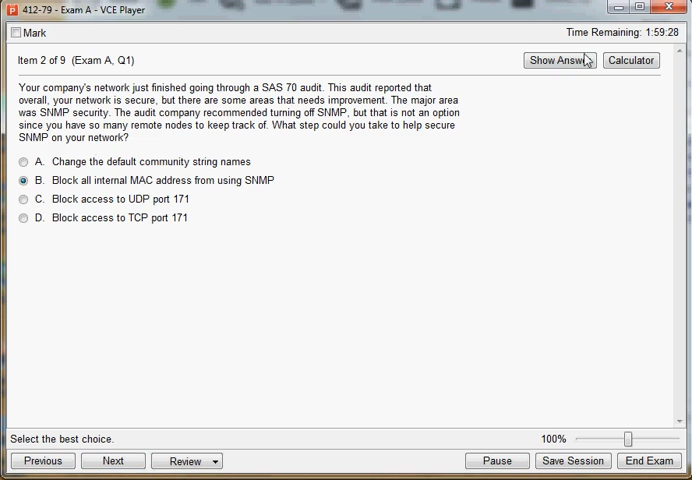 412-79 - Exam A - VCE Player
Mark
Time Remaining: 1:59:28
Item 2 of 9 (Exam A, Q1)
Show Answ
Calculator
Your company's network just finished going through a SAS 70 audit. This audit reported that
overall, your network is secure, but there are some areas that needs improvement. The major area
was SNMP security. The audit company recommended turning off SNMP, but that is not an option
since you have so many remote nodes to keep track of. What step could you take to help secure
SNMP on your network?
A. Change the default community string names
B. Block all internal MAC address from using SNMP
C. Block access to UDP port 171
D. Block access to TCP port 171
Select the best choice.
100%
Previous
Next
Review
Pause
Save Session
End Exam